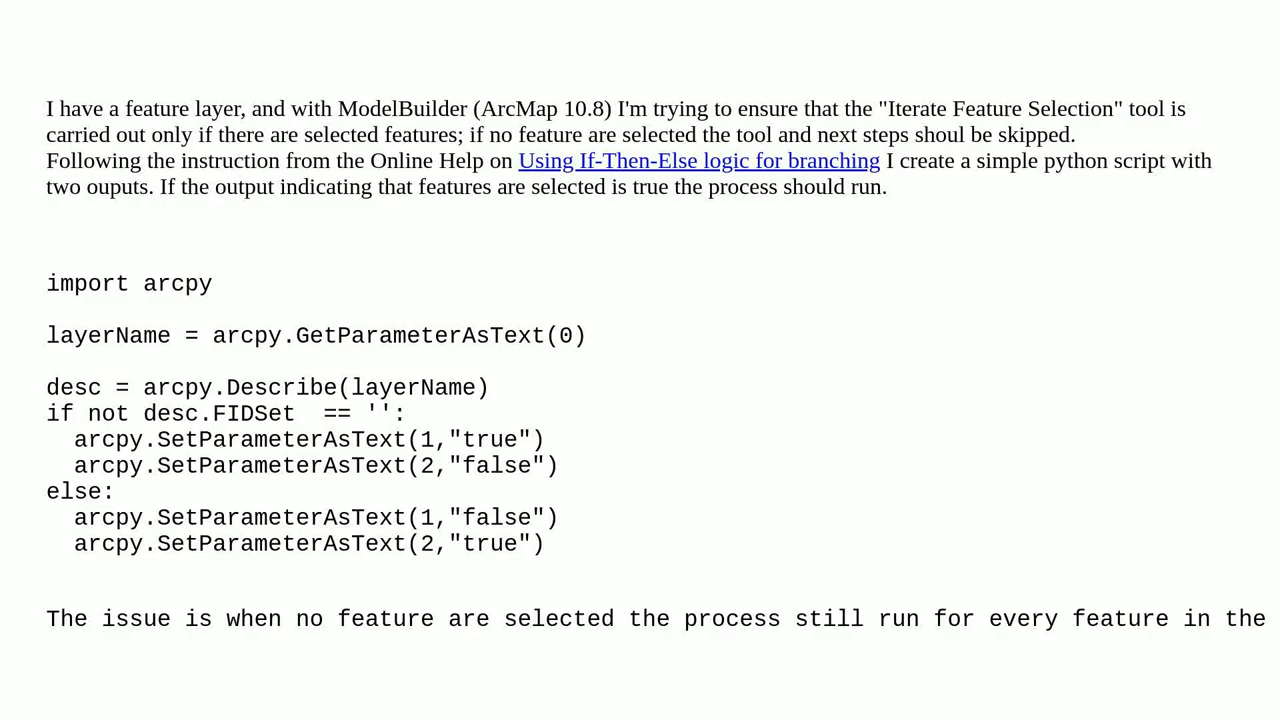 I have a feature layer, and with ModelBuilder (ArcMap 10.8) I'm trying to ensure that the "Iterate Feature Selection" tool is
carried out only if there are selected features; if no feature are selected the tool and next steps shoul be skipped.
Following the instruction from the Online Help on Using If-Then-Else logic for branching I create a simple python script with
two ouputs. If the output indicating that features are selected is true the process should run.
import arcpy
layerName = arcpy.GetParameterAsText(0)
desc = arcpy.Describe(layerName)
if not desc.FIDSet  == '':
  arcpy.SetParameterAsText(1,"true")
  arcpy.SetParameterAsText(2,"false")
else:
  arcpy.SetParameterAsText(1,"false")
  arcpy.SetParameterAsText(2,"true")
The issue is when no feature are selected the process still run for every feature in the